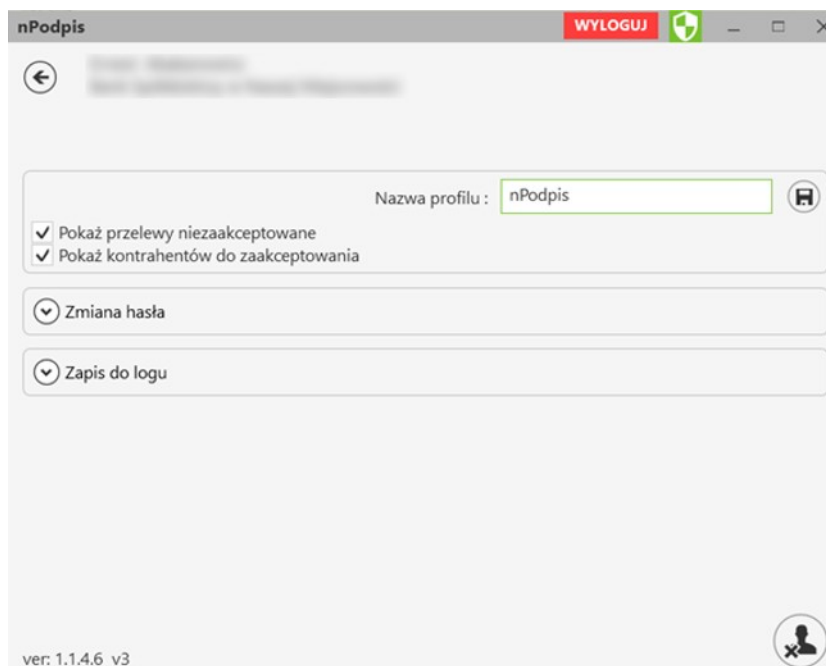 nPodpis WYLOGUJ
Nazwa profilu : nPodpis
Pokaż przelewy niezaakceptowane
Pokaż kontrahentów do zaakceptowania
Zmiana hasła
Zapis do logu
ver: 1.1.4.6 v3